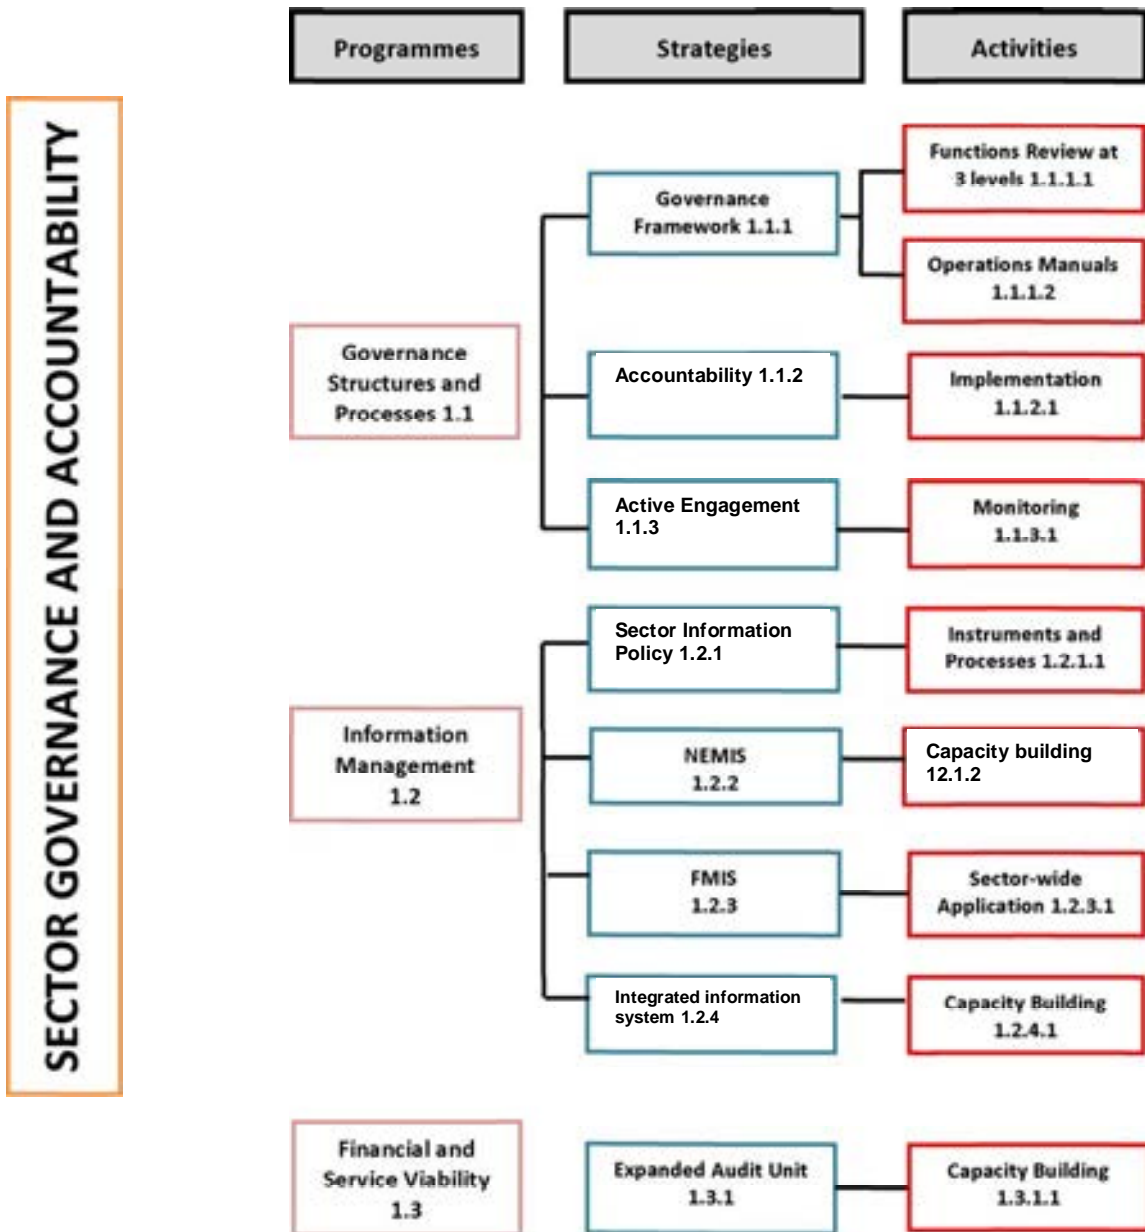 SECTOR GOVERNANCE AND ACCOUNTABILITY
Programmes
Strategies
Activities
Governance
Structures and
Processes 1.1
Governance
Framework 1.1.1
Functions Review at
3 levels 1.1.1.1
Operations Manuals
1.1.1.2
Accountability 1.1.2
Implementation
1.1.2.1
Active Engagement
1.1.3
Monitoring
1.1.3.1
Information
Management
1.2
Sector Information
Policy 1.2.1
Instruments and
Processes 1.2.1.1
NEMIS
1.2.2
Capacity building
12.1.2
FMIS
1.2.3
Sector-wide
Application 1.2.3.1
Integrated information
system 1.2.4
Capacity Building
1.2.4.1
Financial and
Service Viability
1.3
Expanded Audit Unit
1.3.1
Capacity Building
1.3.1.1